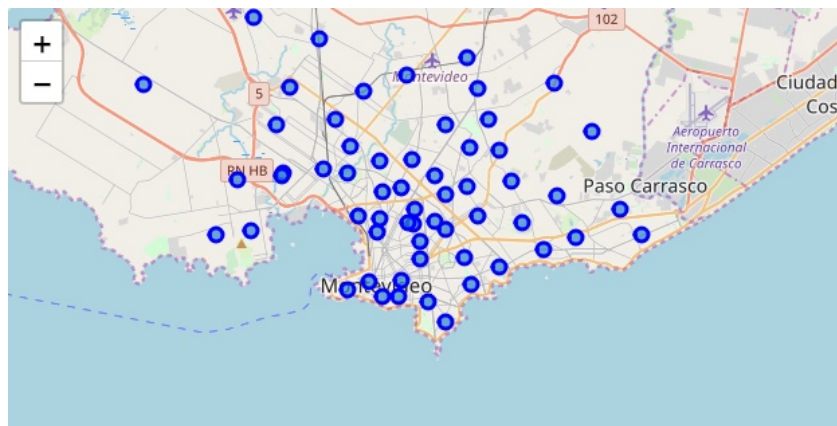 +
−
102
Montevideo
5
Ciudad
Cos
Aeropuerto
Internacional
de Carrasco
RN HB
Paso Carrasco
Montevideo